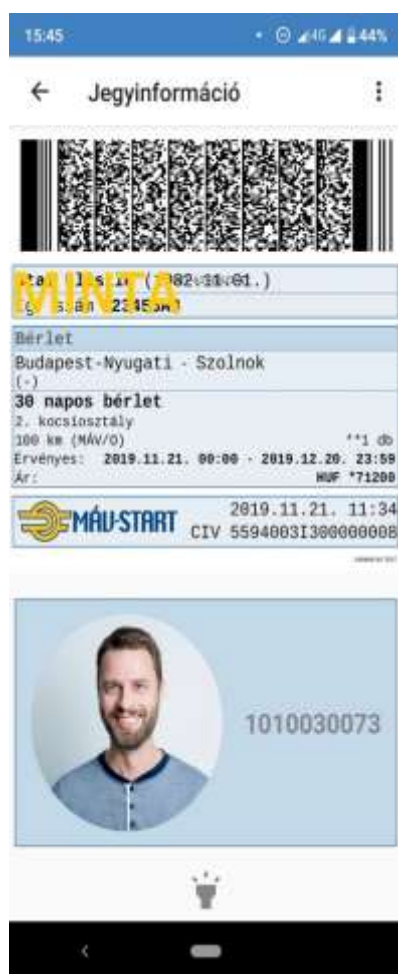 15:45 4G 44%
Jegyinformáció
MINTA
Bérlet
Budapest-Nyugati - Szolnok
(-)
30 napos bérlet
2. kocsiosztály
100 km (MÁV/O) **1 db
Érvényes: 2019.11.21. 00:00 - 2019.12.20. 23:59
Ár: HUF *71200
MÁV-START
2019.11.21. 11:34
CIV 5594003I300000008
1010030073